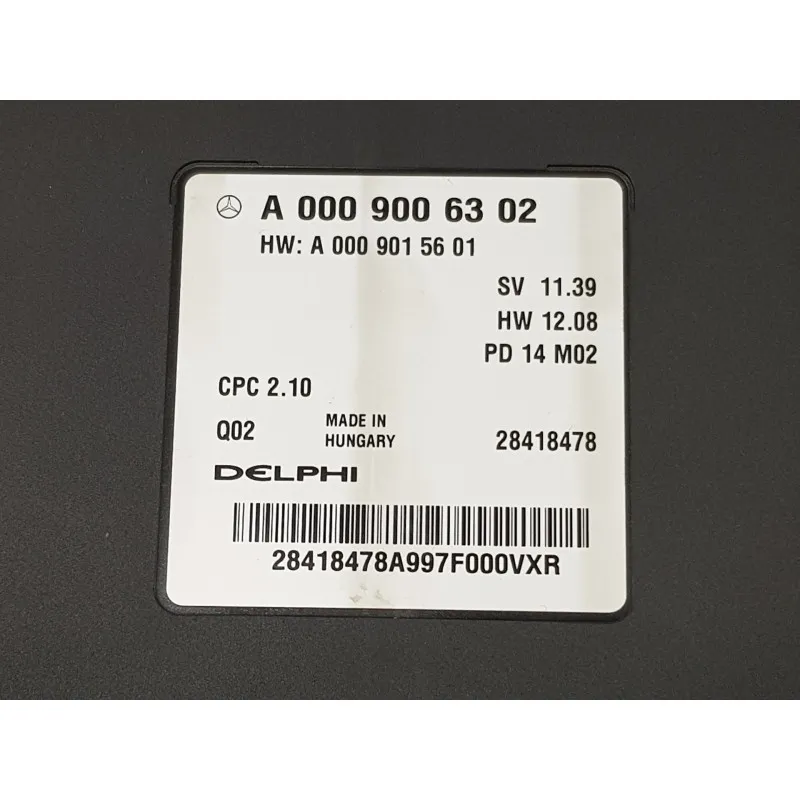 A 000 900 63 02
HW: A 000 901 56 01
SV 11.39
HW 12.08
PD 14 M02
CPC 2.10
Q02
MADE IN
HUNGARY
28418478
DELPHI
28418478A997F000VXR